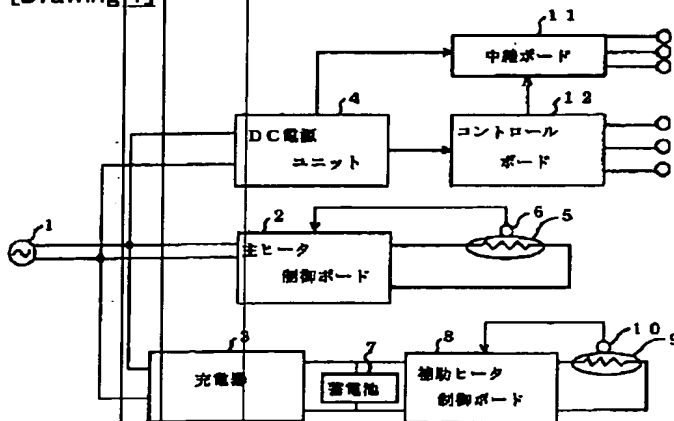 [Drawing 1]
11
中継ボード
4
12
DC電源
ユニット
コントロール
ボード
1
2
6
5
主ヒータ
制御ボード
3
7
8
10
9
充電器
蓄電池
補助ヒータ
制御ボード